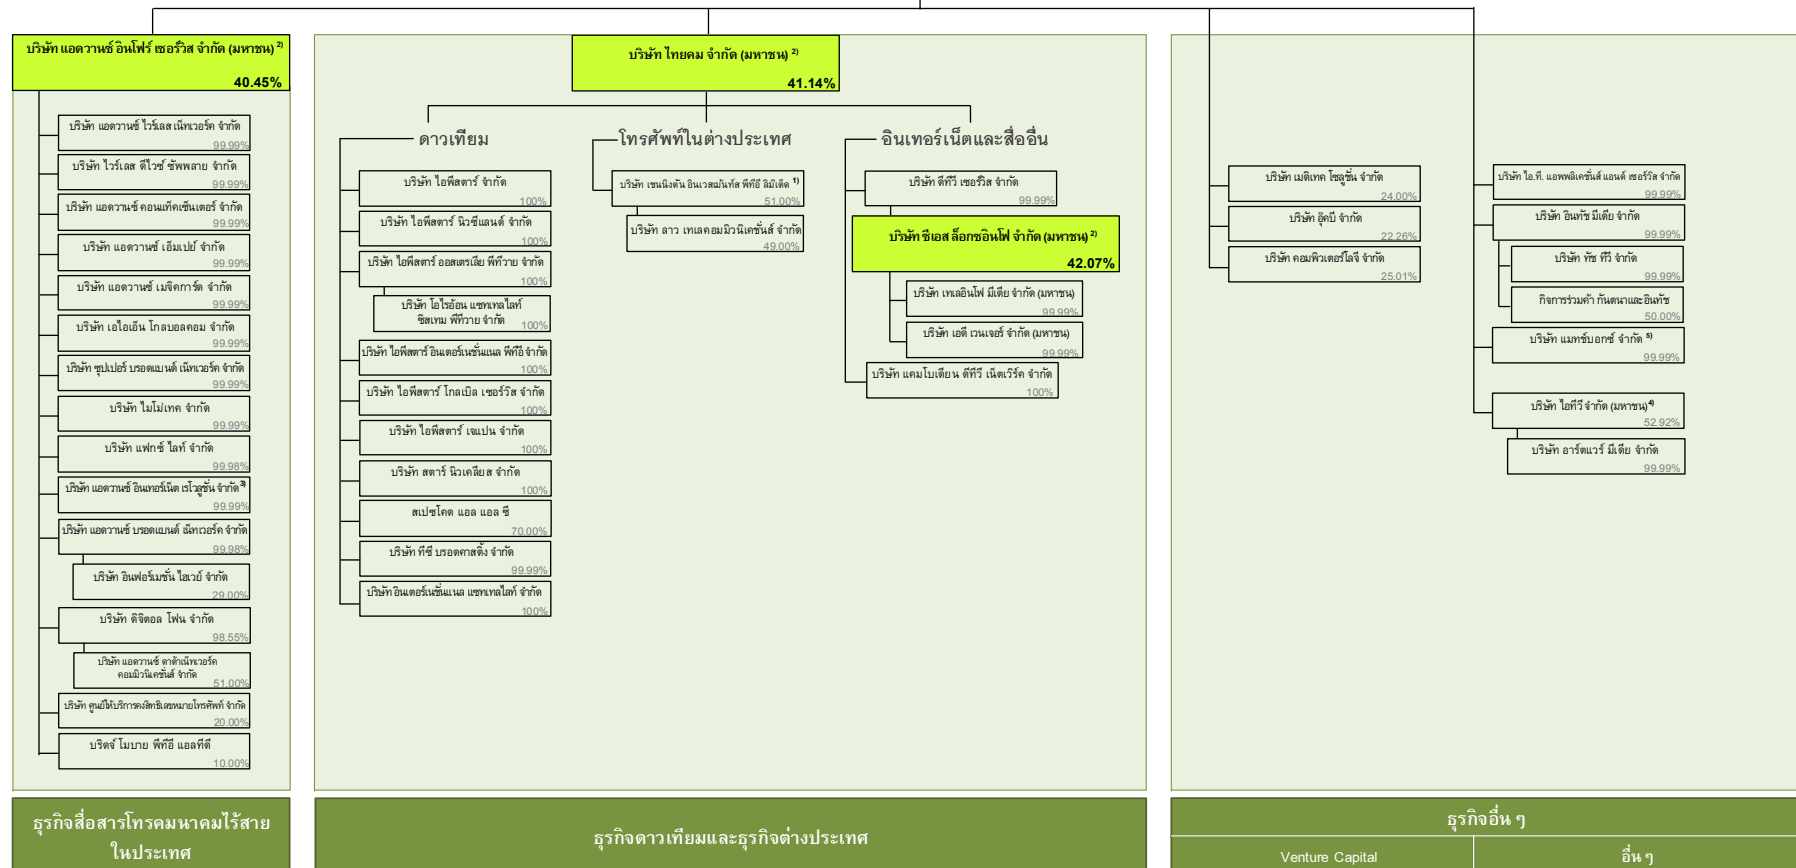 บริษัท แอดวานซ์ อินโฟร์ เซอร์วิส จำกัด (มหาชน) 2)
40.45%
บริษัท แอดวานซ์ ไวร์เลส เน็ทเวอร์ค จำกัด
99.99%
บริษัท ไวร์เลส ดีไวซ์ ซัพพลาย จำกัด
99.99%
บริษัท แอดวานซ์ คอนแท็คเซ็นเตอร์ จำกัด
99.99%
บริษัท แอดวานซ์ เอ็มเปย์ จำกัด
99.99%
บริษัท แอดวานซ์ เมจิคการ์ด จำกัด
99.99%
บริษัท เอไอเอ็น โกลบอลคอม จำกัด
99.99%
บริษัท ซุปเปอร์ บรอดแบนด์ เน็ทเวอร์ค จำกัด
99.99%
บริษัท ไมโม่เทค จำกัด
99.99%
บริษัท แฟกซ์ ไลท์ จำกัด
99.98%
บริษัท แอดวานซ์ อินเทอร์เน็ต เรโวลูชั่น จำกัด3)
99.99%
บริษัท แอดวานซ์ บรอดแบนด์ เน็ทเวอร์ค จำกัด
99.98%
บริษัท อินฟอร์เมชั่น ไฮเวย์ จำกัด
29.00%
บริษัท ดิจิตอล โฟน จำกัด
98.55%
บริษัท แอดวานซ์ ดาต้าเน็ทเวอร์ค
คอมมิวนิเคชั่นส์ จำกัด
51.00%
บริษัท ศูนย์ให้บริการคงสิทธิเลขหมายโทรศัพท์ จำกัด
20.00%
บริดจ์ โมบาย พีทีอี แอลทีดี
10.00%
ธุรกิจสื่อสารโทรคมนาคมไร้สาย
ในประเทศ
บริษัท ไทยคม จำกัด (มหาชน) 2)
41.14%
ดาวเทียม
บริษัท ไอพีสตาร์ จำกัด
100%
บริษัท ไอพีสตาร์ นิวซีแลนด์ จำกัด
100%
บริษัท ไอพีสตาร์ ออสเตรเลีย พีทีวาย จำกัด
100%
บริษัท โอไรอ้อน แซทเทลไลท์
ซิสเทม พีทีวาย จำกัด
100%
บริษัท ไอพีสตาร์ อินเตอร์เนชั่นแนล พีทีอี จำกัด
100%
บริษัท ไอพีสตาร์ โกลเบิล เซอร์วิส จำกัด
100%
บริษัท ไอพีสตาร์ เจแปน จำกัด
100%
บริษัท สตาร์ นิวเคลียส จำกัด
100%
สเปซโคด แอล แอล ซี
70.00%
บริษัท ทีซี บรอดคาสติ้ง จำกัด
99.99%
บริษัท อินเตอร์เนชั่นแนล แซทเทลไลท์ จำกัด
100%
โทรศัพท์ในต่างประเทศ
บริษัท เชนนิงตัน อินเวสเม้นท์ส พีทีอี ลิมิเต็ด 1)
51.00%
บริษัท ลาว เทเลคอมมิวนิเคชั่นส์ จำกัด
49.00%
อินเทอร์เน็ตและสื่ออื่น
บริษัท ดีทีวี เซอร์วิส จำกัด
99.99%
บริษัท ซีเอส ล็อกซอินโฟ จำกัด (มหาชน) 2)
42.07%
บริษัท เทเลอินโฟ มีเดีย จำกัด (มหาชน)
99.99%
บริษัท เอดี เวนเจอร์ จำกัด (มหาชน)
99.99%
บริษัท แคมโบเดียน ดีทีวี เน็ตเวิร์ค จำกัด
100%
ธุรกิจดาวเทียมและธุรกิจต่างประเทศ
บริษัท เมดิเทค โซลูชั่น จำกัด
24.00%
บริษัท อุ๊คบี จำกัด
22.26%
บริษัท คอมพิวเตอร์โลจี จำกัด
25.01%
บริษัท ไอ.ที. แอพพลิเคชั่นส์ แอนด์ เซอร์วิส จำกัด
99.99%
บริษัท อินทัช มีเดีย จำกัด
99.99%
บริษัท ทัช ทีวี จำกัด
99.99%
กิจการร่วมค้า กันตนาและอินทัช
50.00%
บริษัท แมทช์บอกซ์ จำกัด 5)
99.99%
บริษัท ไอทีวี จำกัด (มหาชน)4)
52.92%
บริษัท อาร์ตแวร์ มีเดีย จำกัด
99.99%
ธุรกิจอื่น ๆ
Venture Capital
อื่น ๆ